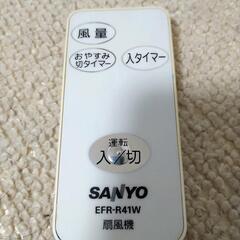 風量
おやすみ
切タイマー
入タイマー
運転
入/切
SANYO
EFR-R41W
扇風機